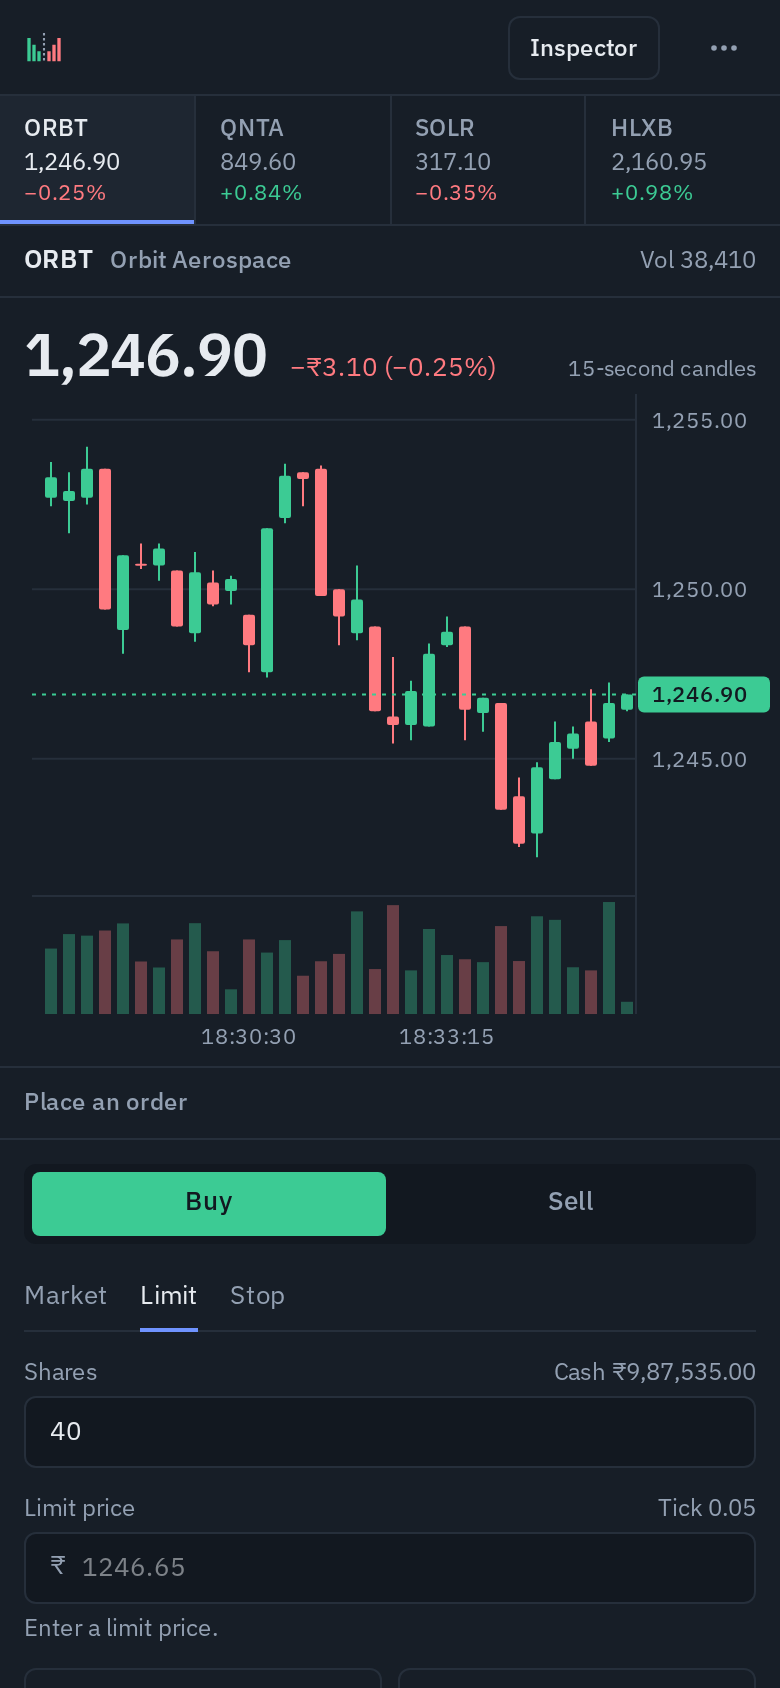 Inspector
ORBT
1,246.90
−0.25%
QNTA
849.60
+0.84%
SOLR
317.10
−0.35%
HLXB
2,160.95
+0.98%
ORBT Orbit Aerospace Vol 38,410
1,246.90 −₹3.10 (−0.25%) 15-second candles
1,255.00
1,250.00
1,246.90
1,245.00
18:30:30 18:33:15
Place an order
Buy Sell
Market Limit Stop
Shares Cash ₹9,87,535.00
40
Limit price Tick 0.05
₹ 1246.65
Enter a limit price.